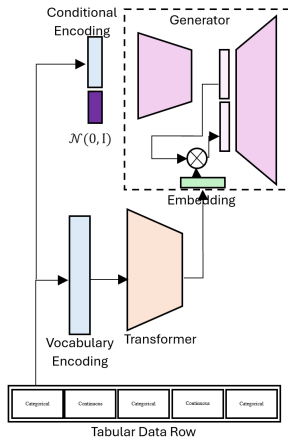 Conditional
Encoding
Generator
𝒩(0, I)
Embedding
Vocabulary
Encoding
Transformer
Categorical Continuous Categorical Continuous Categorical
Tabular Data Row